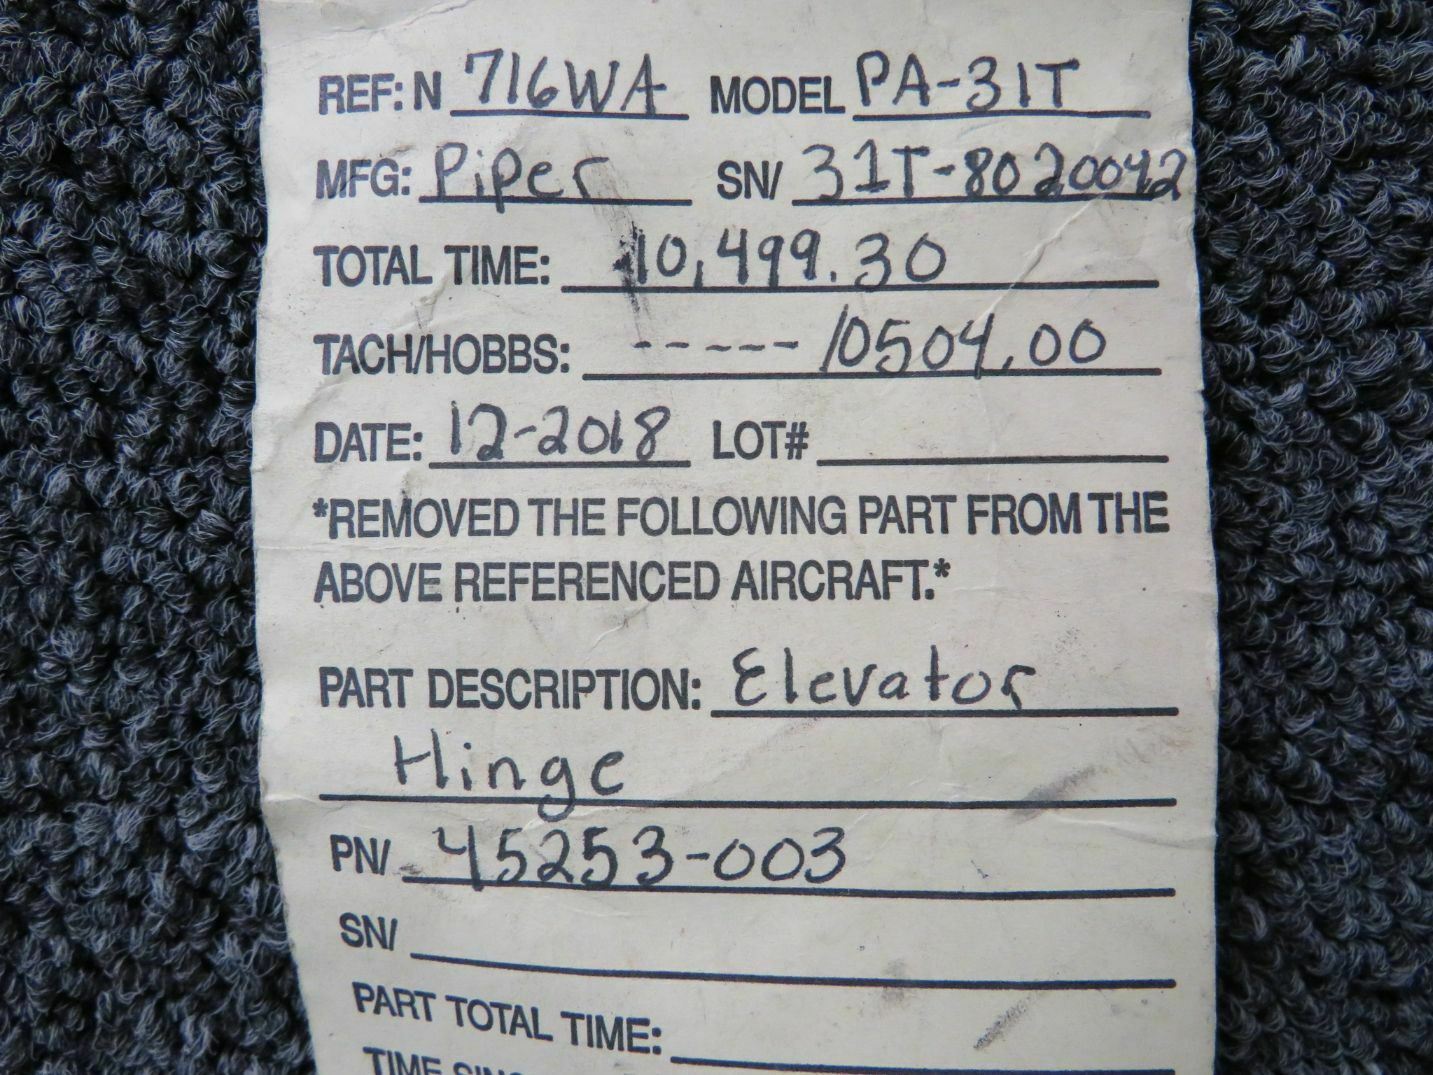 REF: N 716WA MODEL PA-31T
MFG: Piper SN/ 31T-8020042
TOTAL TIME: 10,499.30
TACH/HOBBS: ----- 10504.00
DATE: 12-2018 LOT#
*REMOVED THE FOLLOWING PART FROM THE
ABOVE REFERENCED AIRCRAFT.*
PART DESCRIPTION: Elevator
Hinge
PN/ 45253-003
SN/
PART TOTAL TIME:
TIME